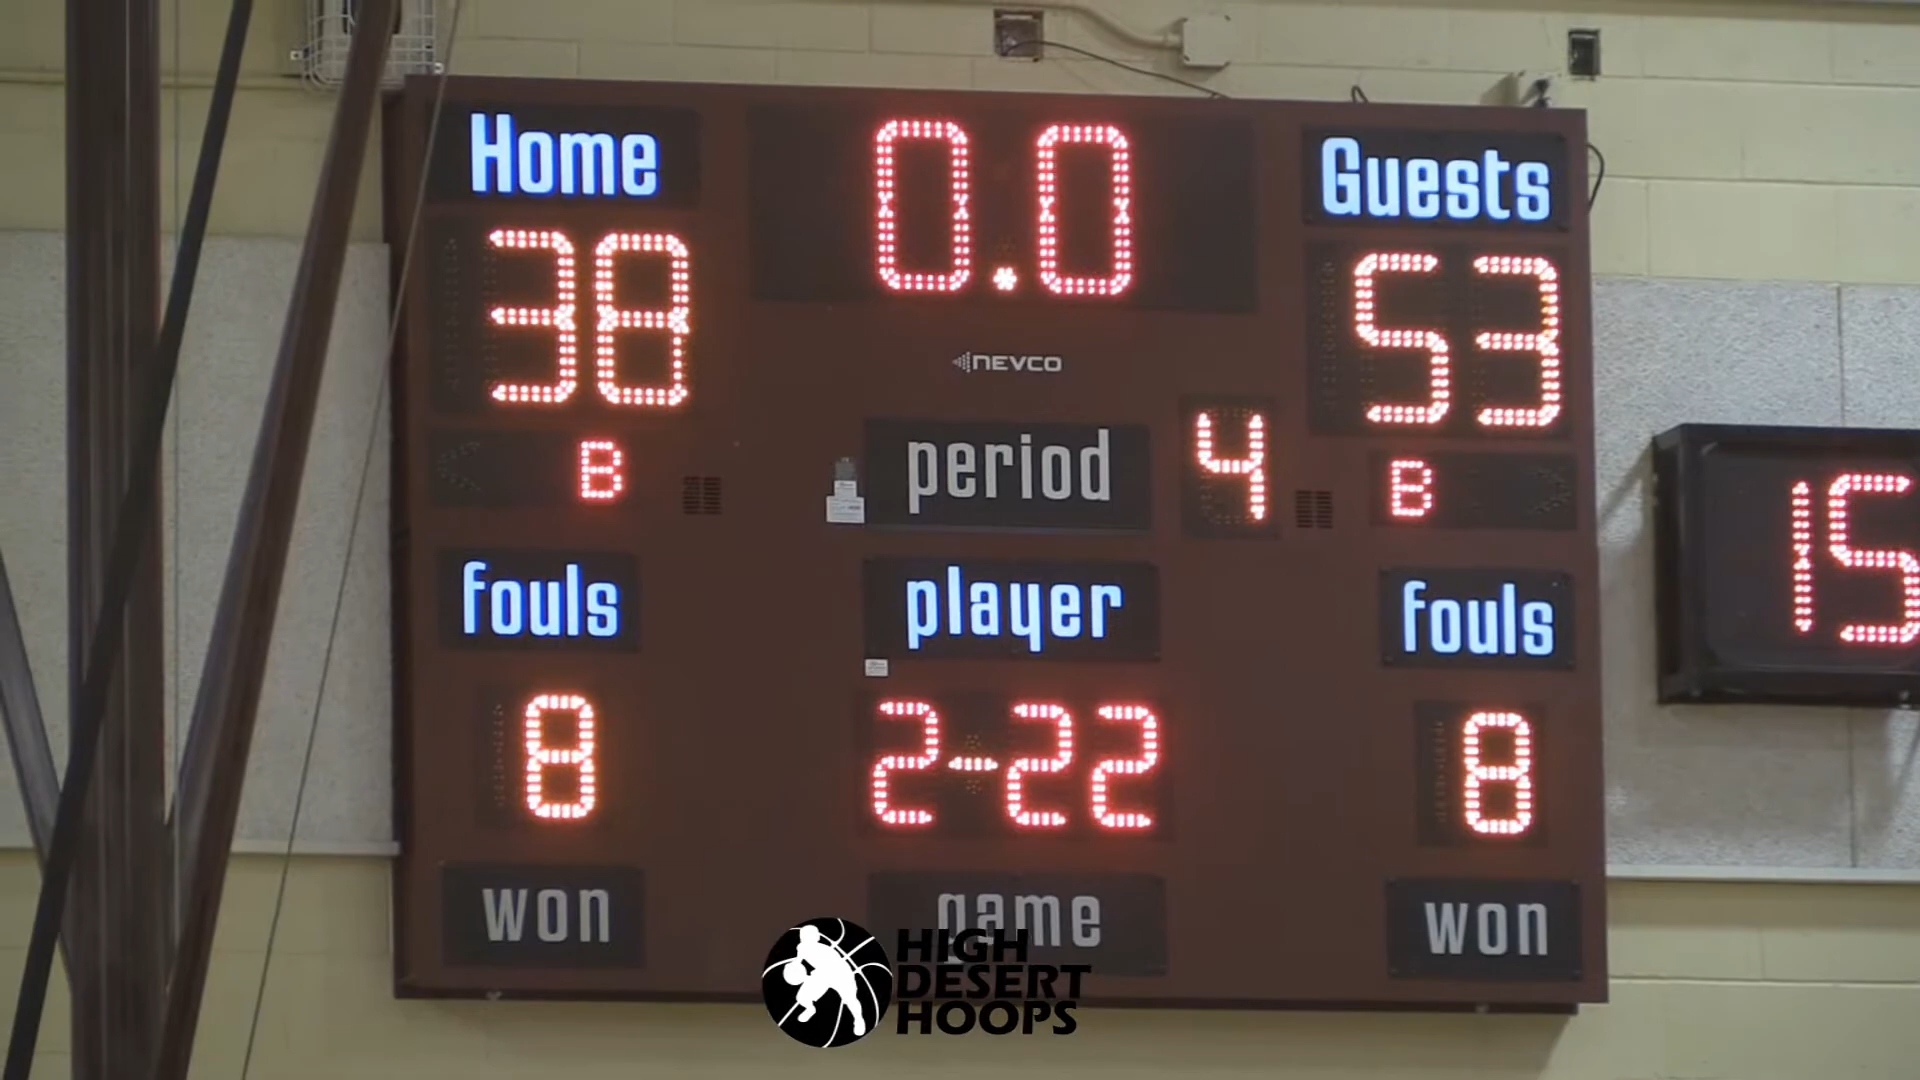 Home 0.0 Guests
38 53
NEVCO
B period 4 B
fouls player fouls
8 2-22 8
15
won game won
HIGH
DESERT
HOOPS